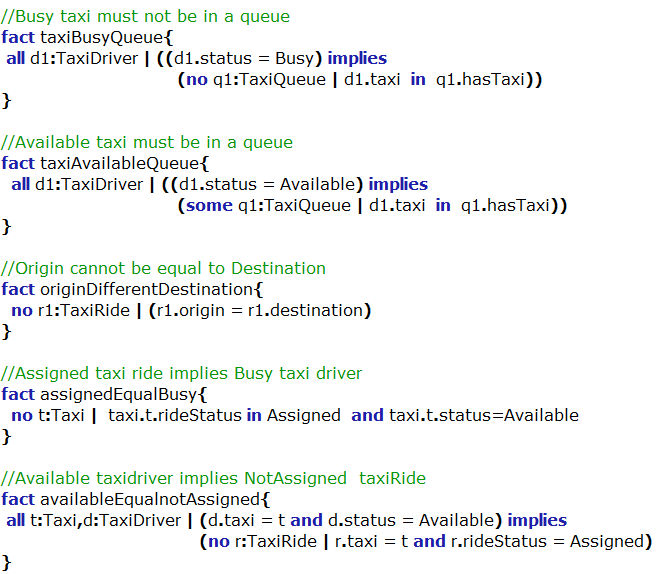 //Busy taxi must not be in a queue
fact taxiBusyQueue{
all d1:TaxiDriver | ((d1.status = Busy) implies
(no q1:TaxiQueue | d1.taxi in q1.hasTaxi))
}
//Available taxi must be in a queue
fact taxiAvailableQueue{
all d1:TaxiDriver | ((d1.status = Available) implies
(some q1:TaxiQueue | d1.taxi in q1.hasTaxi))
}
//Origin cannot be equal to Destination
fact originDifferentDestination{
no r1:TaxiRide | (r1.origin = r1.destination)
}
//Assigned taxi ride implies Busy taxi driver
fact assignedEqualBusy{
no t:Taxi | taxi.t.rideStatus in Assigned and taxi.t.status=Available
}
//Available taxidriver implies NotAssigned taxiRide
fact availableEqualnotAssigned{
all t:Taxi,d:TaxiDriver | (d.taxi = t and d.status = Available) implies
(no r:TaxiRide | r.taxi = t and r.rideStatus = Assigned)
}